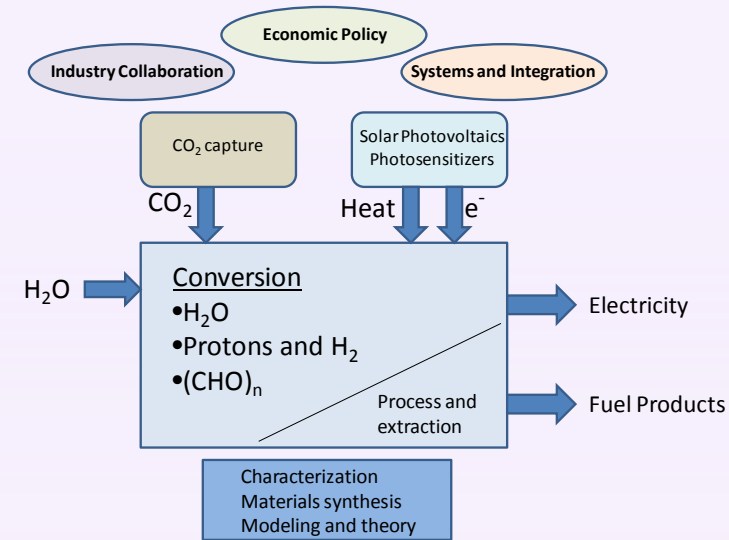 Economic Policy
Industry Collaboration
Systems and Integration
CO₂ capture
Solar Photovoltaics
Photosensitizers
CO₂
Heat
e⁻
H₂O
Conversion
•H₂O
•Protons and H₂
•(CHO)ₙ
Process and
extraction
Electricity
Fuel Products
Characterization
Materials synthesis
Modeling and theory